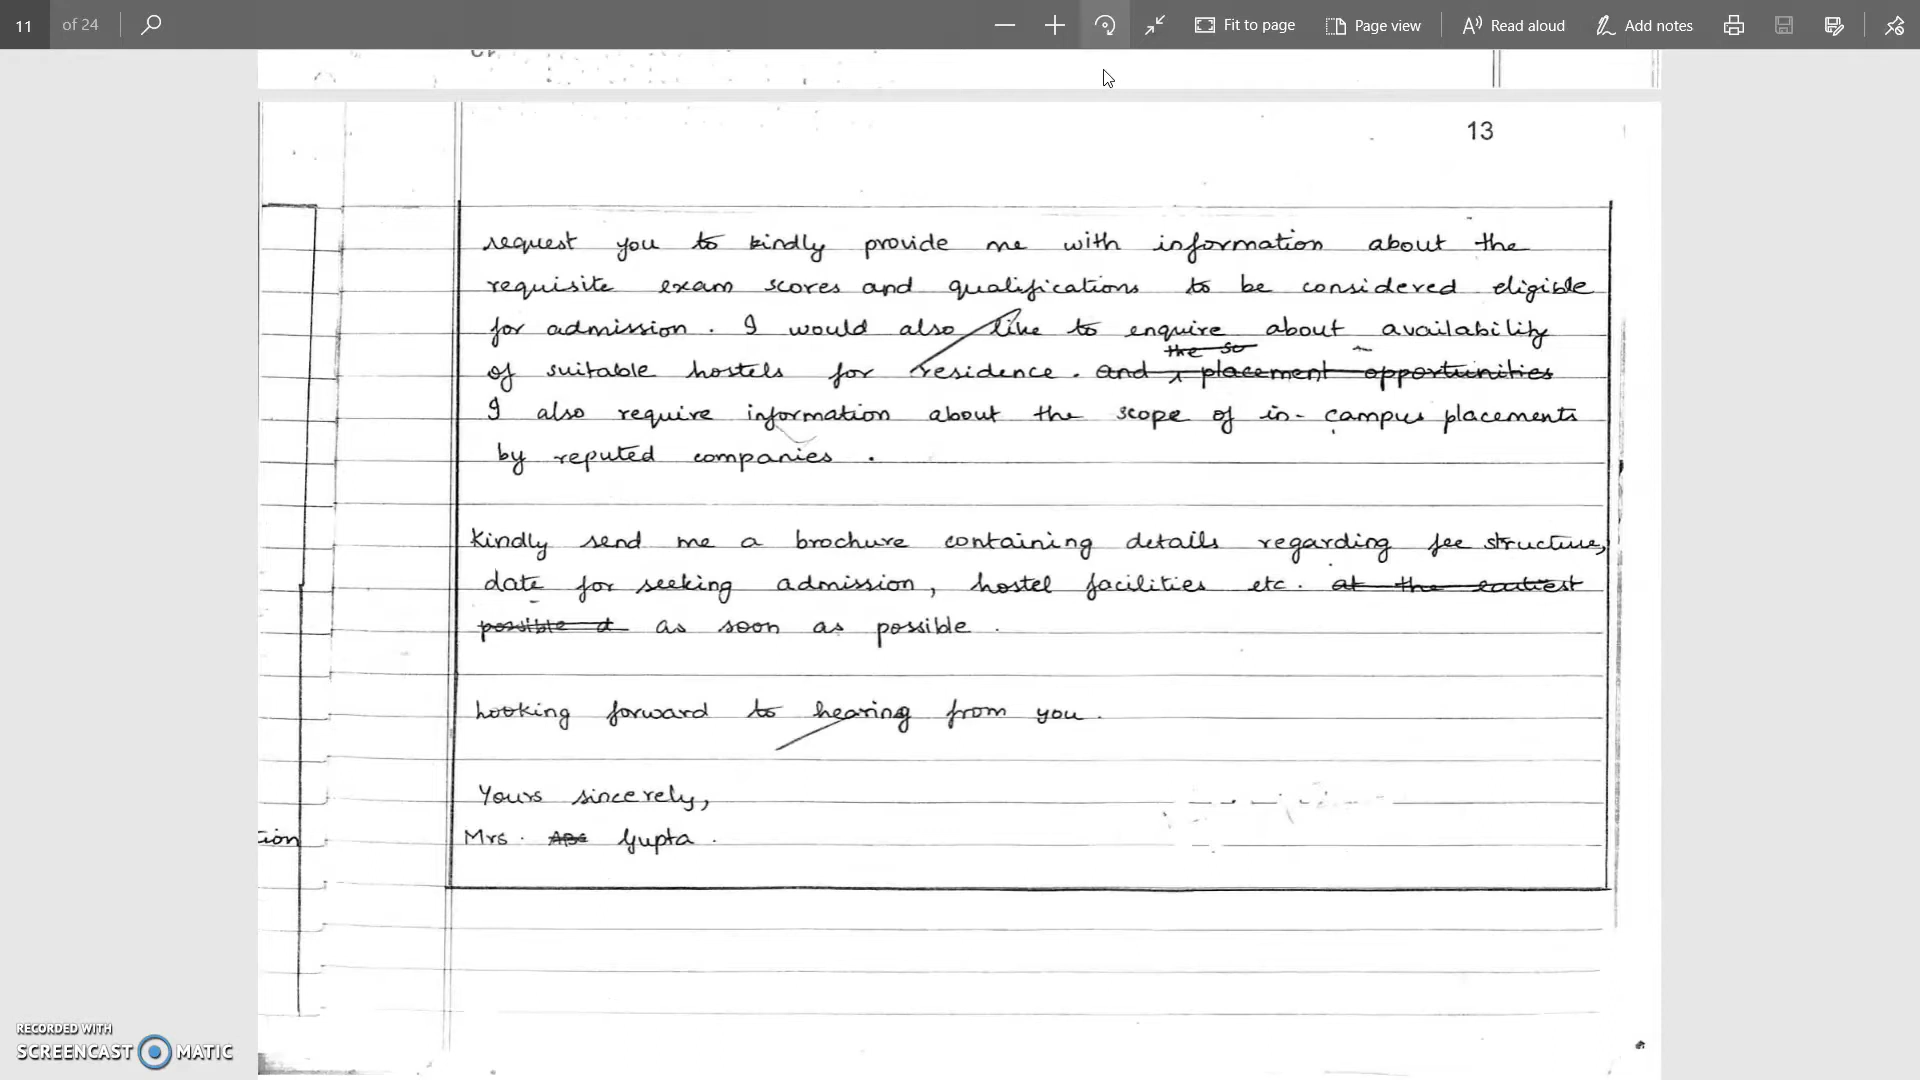 11 of 24 Fit to page Page view Read aloud Add notes
13
request you to kindly provide me with information about the
requisite exam scores and qualifications to be considered eligible
for admission. I would also like to enquire about availability
the so
of suitable hostels for residence. and placement opportunities
I also require information about the scope of in-campus placements
by reputed companies.
Kindly send me a brochure containing details regarding fee structure,
date for seeking admission, hostel facilities etc. at the earliest
possible d as soon as possible.
Looking forward to hearing from you.
Yours sincerely,
Mrs. ABC Gupta.
tion
RECORDED WITH
SCREENCAST MATIC